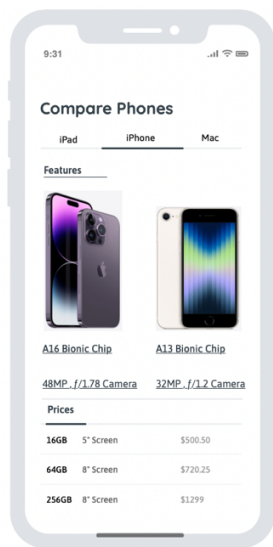 9:31
Compare Phones
iPad iPhone Mac
Features
A16 Bionic Chip A13 Bionic Chip
48MP , ƒ/1.78 Camera 32MP , ƒ/1.2 Camera
Prices
16GB 5" Screen $500.50
64GB 8" Screen $720.25
256GB 8" Screen $1299